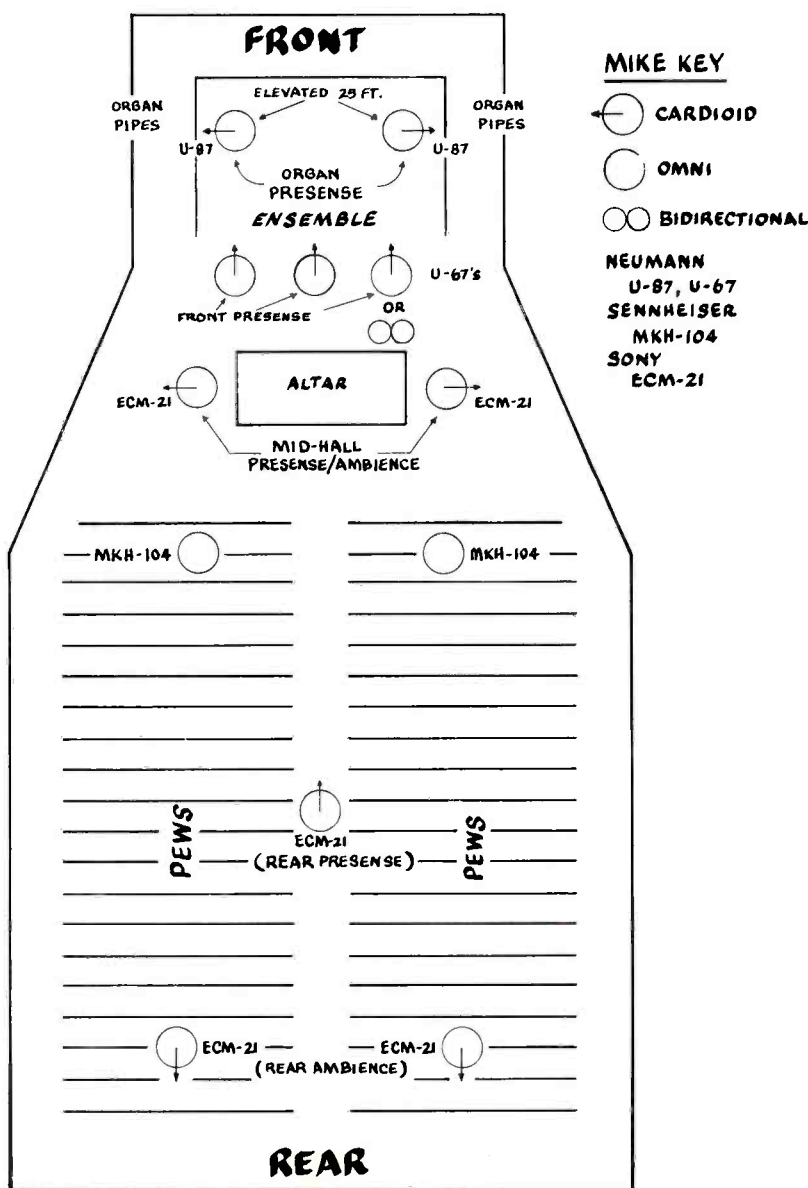 FRONT
ELEVATED 25 FT.
ORGAN
PIPES
ORGAN
PIPES
U-87
U-87
ORGAN
PRESENSE
ENSEMBLE
U-67's
FRONT PRESENSE
OR
ALTAR
ECM-21
ECM-21
MID-HALL
PRESENSE/AMBIENCE
MKH-104
MKH-104
PEWS
PEWS
ECM-21
(REAR PRESENSE)
ECM-21
ECM-21
(REAR AMBIENCE)
REAR
MIKE KEY
CARDIOID
OMNI
BIDIRECTIONAL
NEUMANN
U-87, U-67
SENNHEISER
MKH-104
SONY
ECM-21